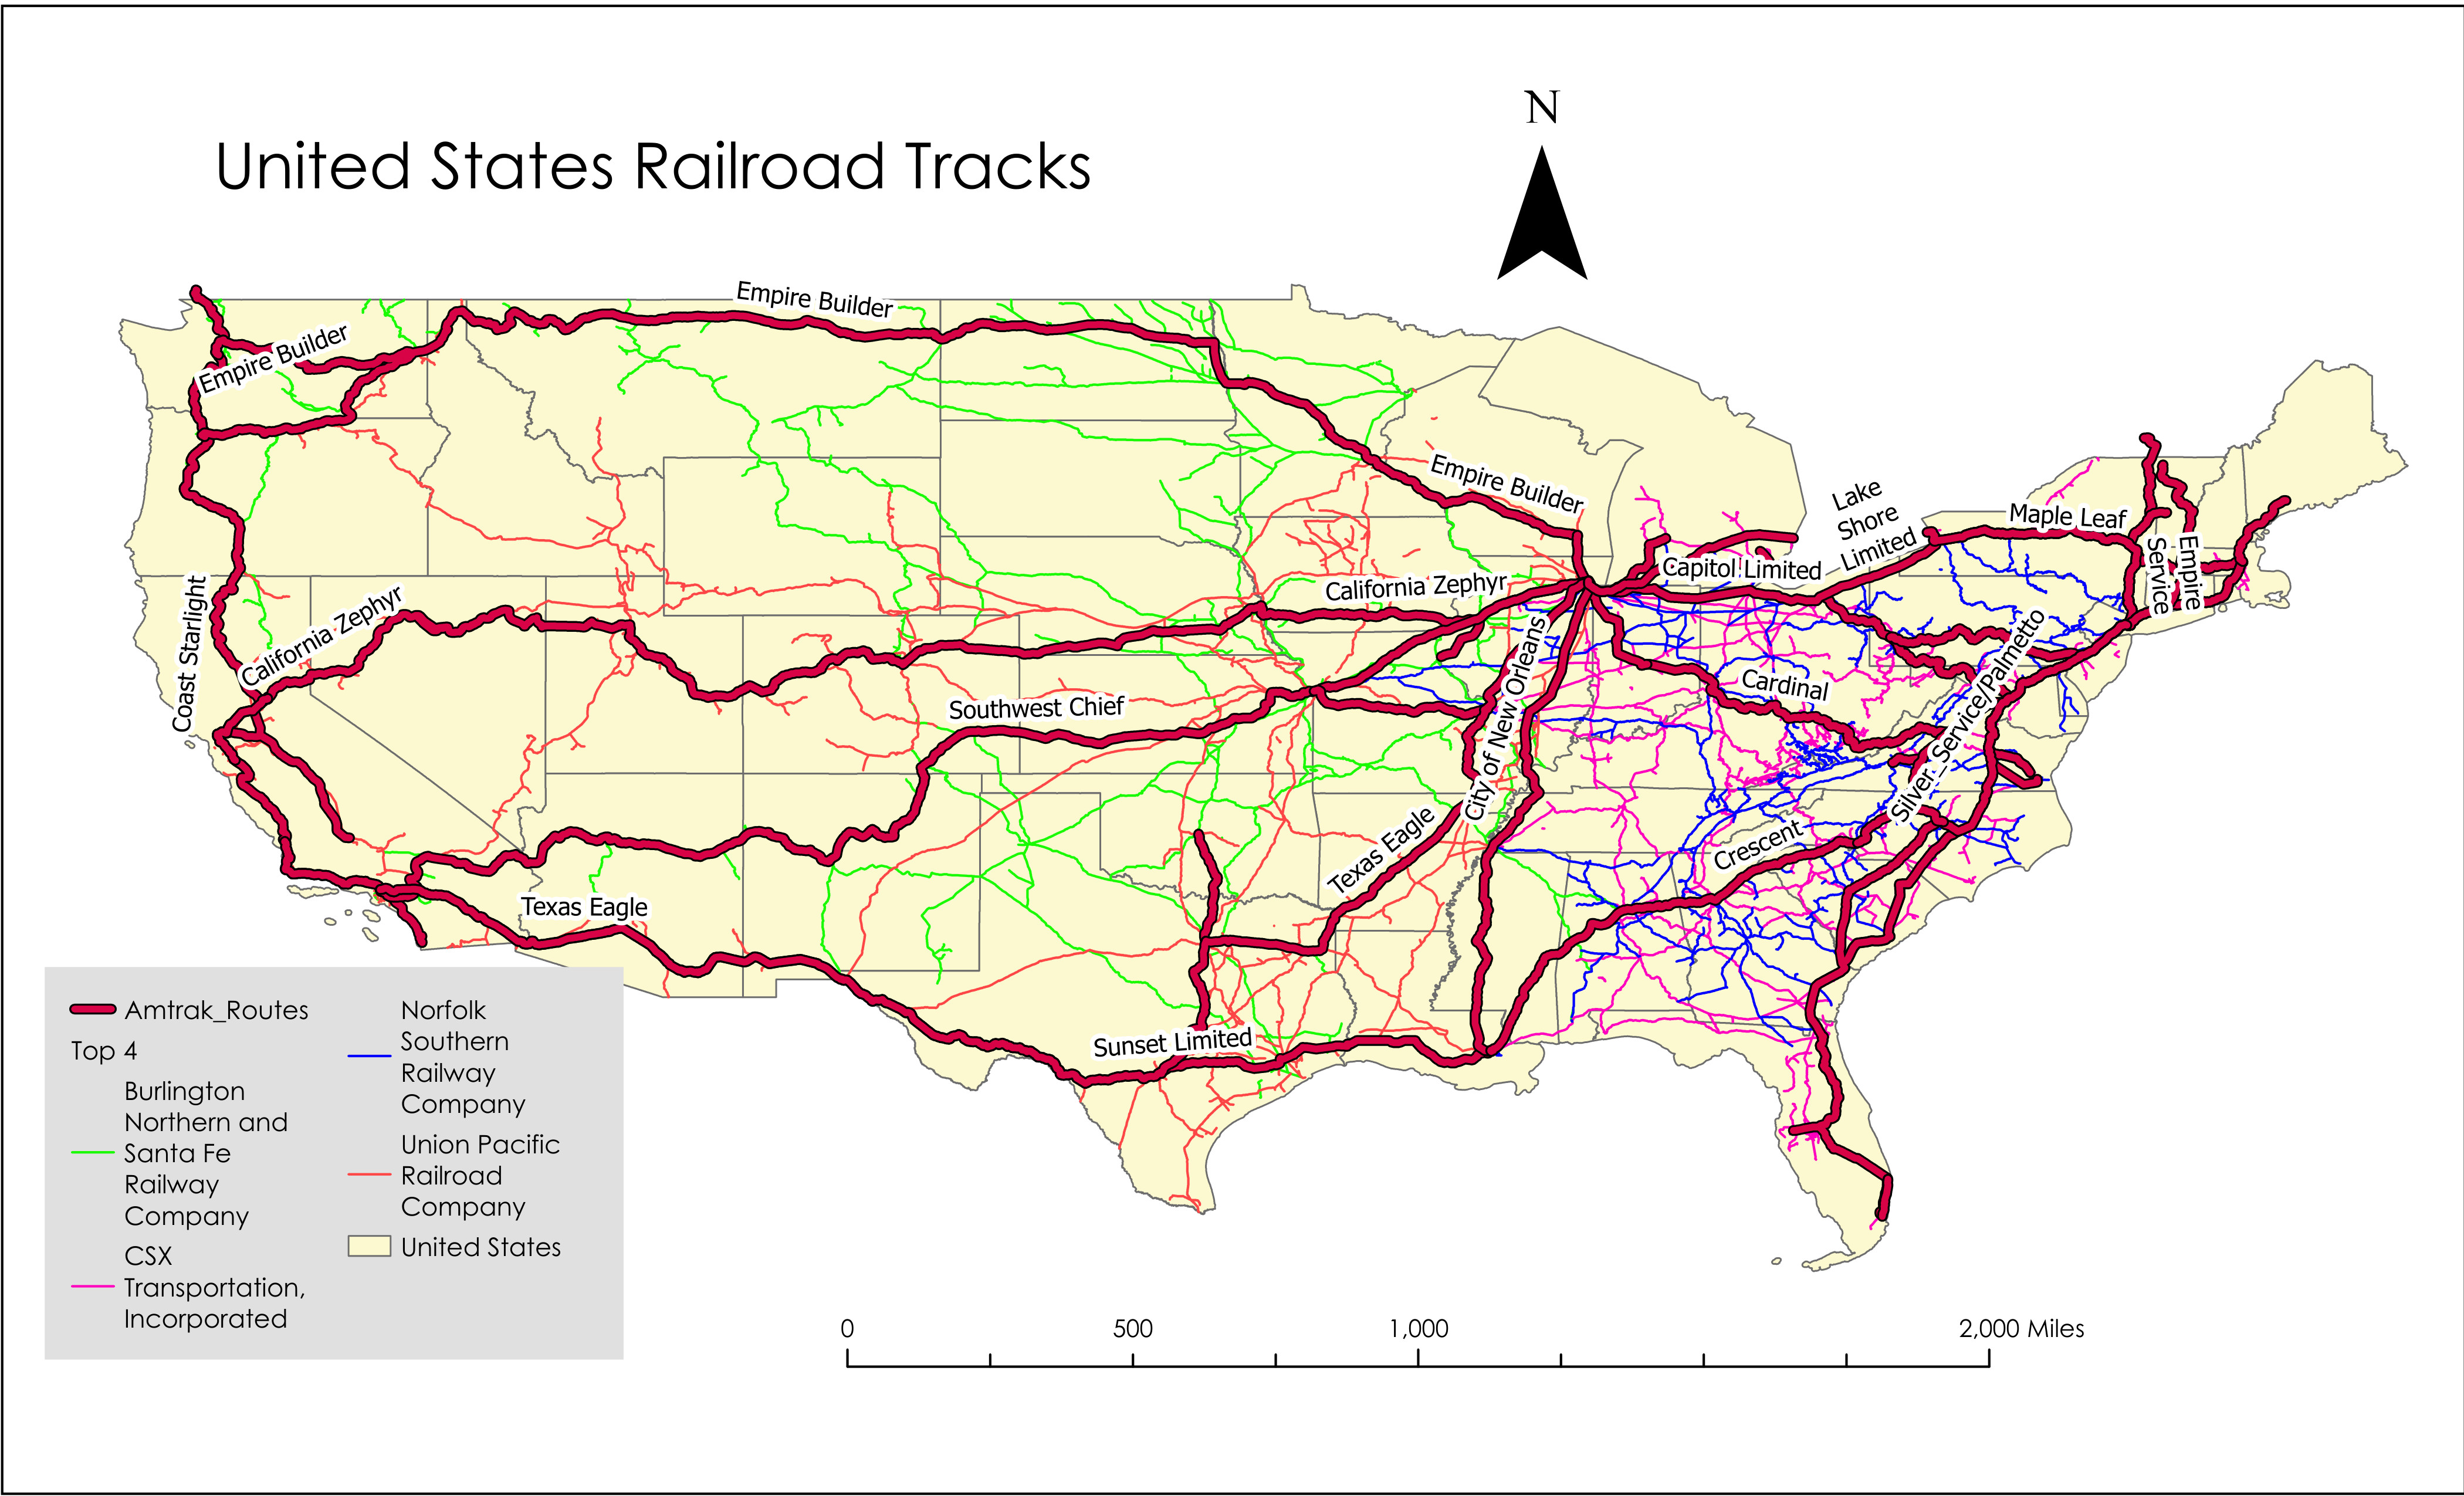 N
United States Railroad Tracks
Empire Builder
Empire Builder
Empire Builder
Lake
Shore
Limited
Maple Leaf
Empire
Service
Capitol Limited
California Zephyr
Coast Starlight
California Zephyr
Southwest Chief
City of New Orleans
Cardinal
Silver_Service/Palmetto
Crescent
Texas Eagle
Texas Eagle
Sunset Limited
Amtrak_Routes
Top 4
Burlington
Northern and
Santa Fe
Railway
Company
CSX
Transportation,
Incorporated
Norfolk
Southern
Railway
Company
Union Pacific
Railroad
Company
United States
0 500 1,000 2,000 Miles